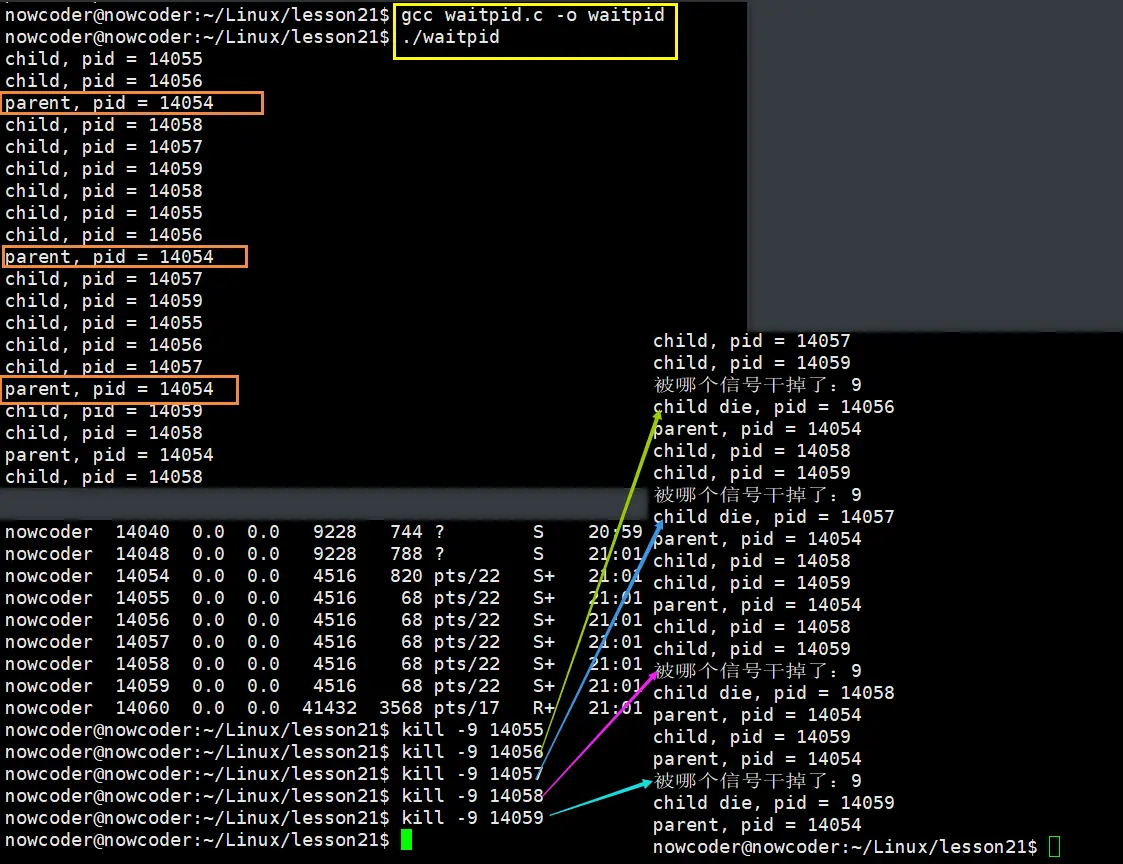 nowcoder@nowcoder:~/Linux/lesson21$ gcc waitpid.c -o waitpid
nowcoder@nowcoder:~/Linux/lesson21$ ./waitpid
child, pid = 14055
child, pid = 14056
parent, pid = 14054
child, pid = 14058
child, pid = 14057
child, pid = 14059
child, pid = 14058
child, pid = 14055
child, pid = 14056
parent, pid = 14054
child, pid = 14057
child, pid = 14059
child, pid = 14055
child, pid = 14056
child, pid = 14057
parent, pid = 14054
child, pid = 14059
child, pid = 14058
parent, pid = 14054
child, pid = 14058
nowcoder 14040 0.0 0.0 9228 744 ? S 20:59
nowcoder 14048 0.0 0.0 9228 788 ? S 21:01
nowcoder 14054 0.0 0.0 4516 820 pts/22 S+ 21:01
nowcoder 14055 0.0 0.0 4516 68 pts/22 S+ 21:01
nowcoder 14056 0.0 0.0 4516 68 pts/22 S+ 21:01
nowcoder 14057 0.0 0.0 4516 68 pts/22 S+ 21:01
nowcoder 14058 0.0 0.0 4516 68 pts/22 S+ 21:01
nowcoder 14059 0.0 0.0 4516 68 pts/22 S+ 21:01
nowcoder 14060 0.0 0.0 41432 3568 pts/17 R+ 21:01
nowcoder@nowcoder:~/Linux/lesson21$ kill -9 14055
nowcoder@nowcoder:~/Linux/lesson21$ kill -9 14056
nowcoder@nowcoder:~/Linux/lesson21$ kill -9 14057
nowcoder@nowcoder:~/Linux/lesson21$ kill -9 14058
nowcoder@nowcoder:~/Linux/lesson21$ kill -9 14059
nowcoder@nowcoder:~/Linux/lesson21$
child, pid = 14057
child, pid = 14059
被哪个信号干掉了：9
child die, pid = 14056
parent, pid = 14054
child, pid = 14058
child, pid = 14059
被哪个信号干掉了：9
child die, pid = 14057
parent, pid = 14054
child, pid = 14058
child, pid = 14059
parent, pid = 14054
child, pid = 14058
child, pid = 14059
被哪个信号干掉了：9
child die, pid = 14058
parent, pid = 14054
child, pid = 14059
parent, pid = 14054
被哪个信号干掉了：9
child die, pid = 14059
parent, pid = 14054
nowcoder@nowcoder:~/Linux/lesson21$